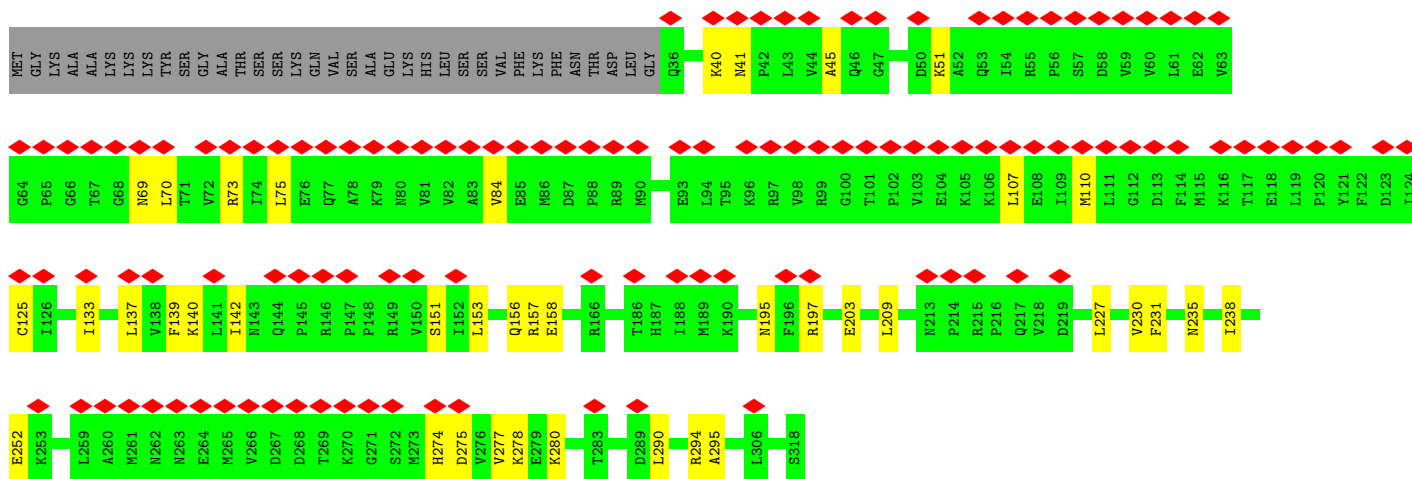 MET GLY LYS ALA ALA LYS LYS LYS TYR SER GLY ALA THR SER SER LYS GLN VAL SER ALA GLU LYS HIS LEU SER SER VAL PHE LYS PHE ASN THR ASP LEU GLY Q36 K40 N41 P42 L43 V44 A45 Q46 G47 D50 K51 A52 Q53 I54 R55 P56 S57 D58 V59 V60 L61 E62 V63
G64 P65 G66 T67 G68 N69 L70 T71 V72 R73 I74 L75 E76 Q77 A78 K79 N80 V81 V82 A83 V84 E85 M86 D87 P88 R89 M90 E93 L94 T95 K96 R97 V98 R99 G100 T101 P102 V103 E104 K105 K106 L107 E108 I109 M110 L111 G112 D113 F114 M115 K116 T117 E118 L119 P120 Y121 F122 D123 I124
C125 I126 I133 L137 V138 F139 K140 L141 I142 N143 Q144 P145 R146 P147 P148 R149 V150 S151 I152 L153 Q156 R157 E158 R166 T186 H187 I188 M189 K190 N195 F196 R197 E203 L209 N213 P214 R215 P216 Q217 V218 D219 L227 V230 F231 N235 I238
E252 K253 L259 A260 M261 N262 N263 E264 M265 V266 D267 D268 T269 K270 G271 S272 M273 H274 D275 V276 V277 K278 E279 K280 T283 D289 L290 R294 A295 L306 S318